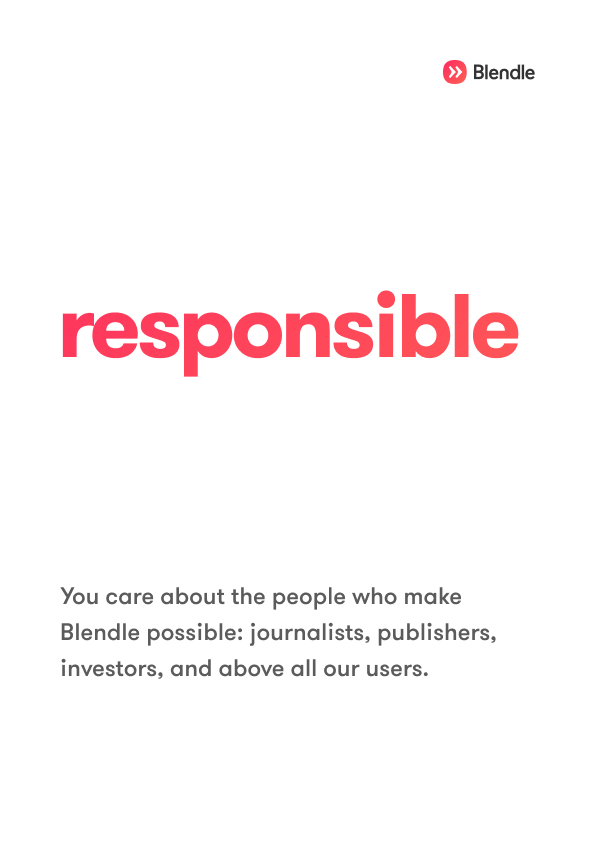 Blendle
responsible
You care about the people who make
Blendle possible: journalists, publishers,
investors, and above all our users.